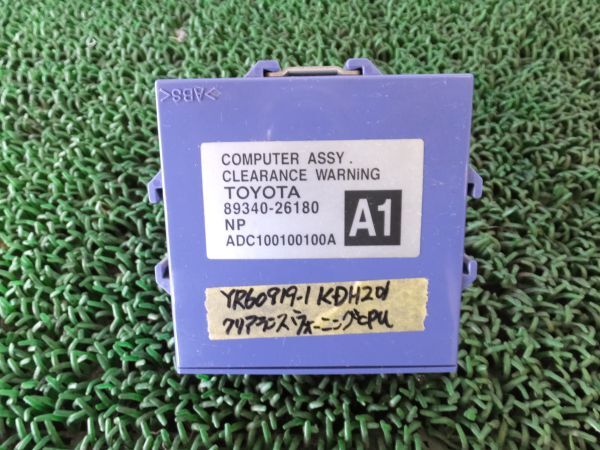 >ABS<
COMPUTER ASSY.
CLEARANCE WARNiNG
TOYOTA
89340-26180
NP
ADC100100100A
A1
YR60919-1 KDH201
クリアランスウォーニングCPU